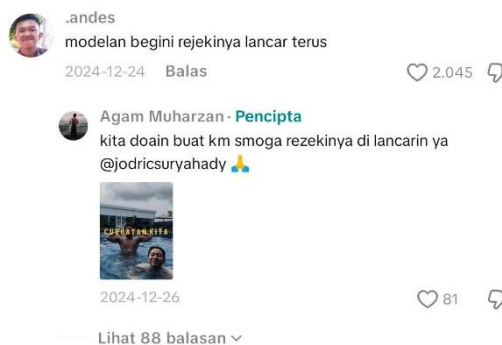 .andes
modelan begini rejekinya lancar terus
2024-12-24 Balas 2.045
Agam Muharzan · Pencipta
kita doain buat km smoga rezekinya di lancarin ya
@jodricsuryahady 🙏
CURHATAN KITA
2024-12-26 81
Lihat 88 balasan